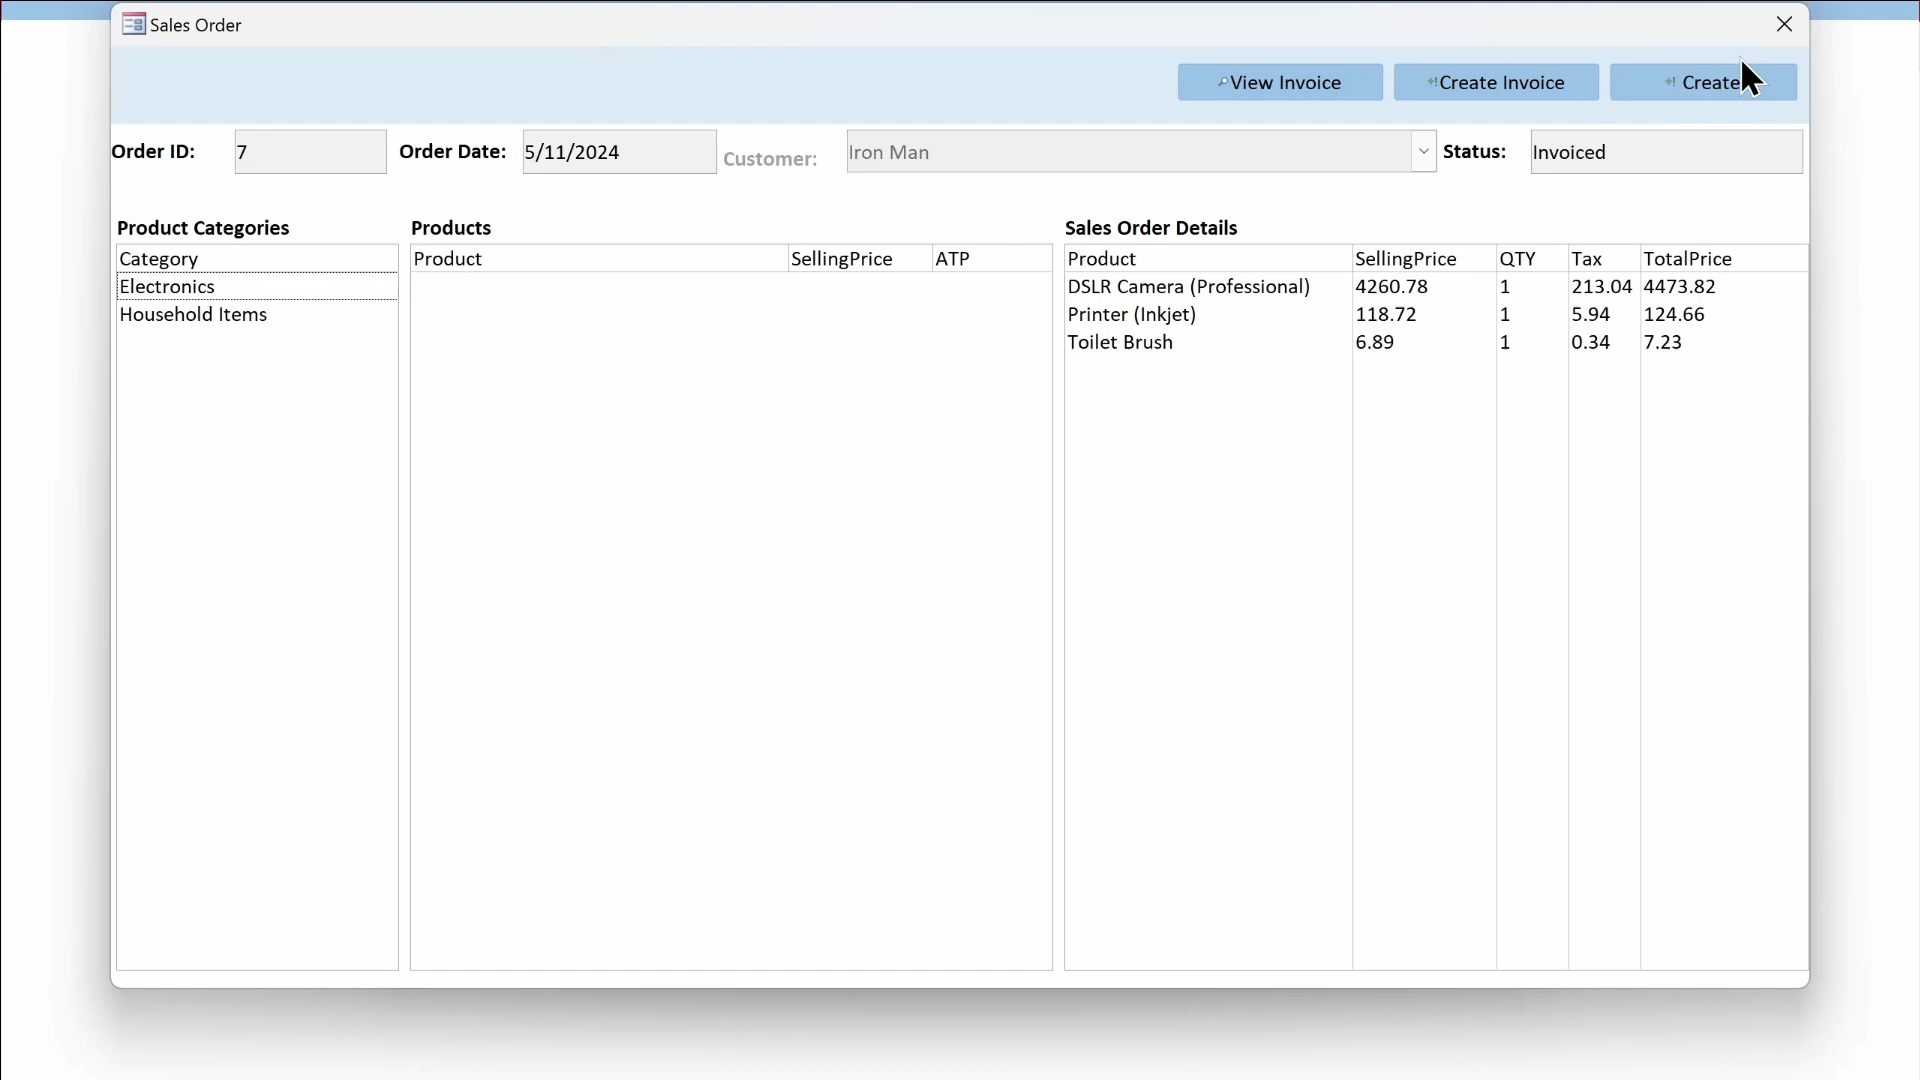 Sales Order
View Invoice
Create Invoice
Create
Order ID:
7
Order Date:
5/11/2024
Customer:
Iron Man
Status:
Invoiced
Product Categories
Category
Electronics
Household Items
Products
Product SellingPrice ATP
Sales Order Details
Product SellingPrice QTY Tax TotalPrice
DSLR Camera (Professional) 4260.78 1 213.04 4473.82
Printer (Inkjet) 118.72 1 5.94 124.66
Toilet Brush 6.89 1 0.34 7.23